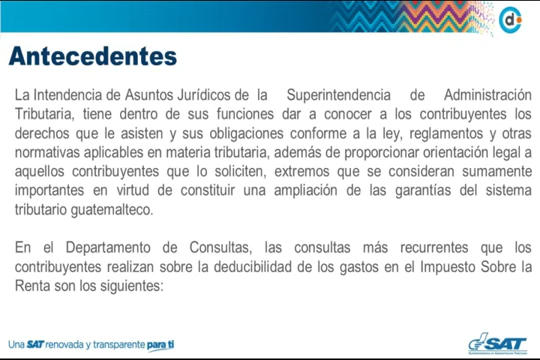 Antecedentes
La Intendencia de Asuntos Jurídicos de la Superintendencia de Administración
Tributaria, tiene dentro de sus funciones dar a conocer a los contribuyentes los
derechos que le asisten y sus obligaciones conforme a la ley, reglamentos y otras
normativas aplicables en materia tributaria, además de proporcionar orientación legal a
aquellos contribuyentes que lo soliciten, extremos que se consideran sumamente
importantes en virtud de constituir una ampliación de las garantías del sistema
tributario guatemalteco.
En el Departamento de Consultas, las consultas más recurrentes que los
contribuyentes realizan sobre la deducibilidad de los gastos en el Impuesto Sobre la
Renta son los siguientes:
Una SAT renovada y transparente para ti
SAT
Superintendencia de Administración Tributaria